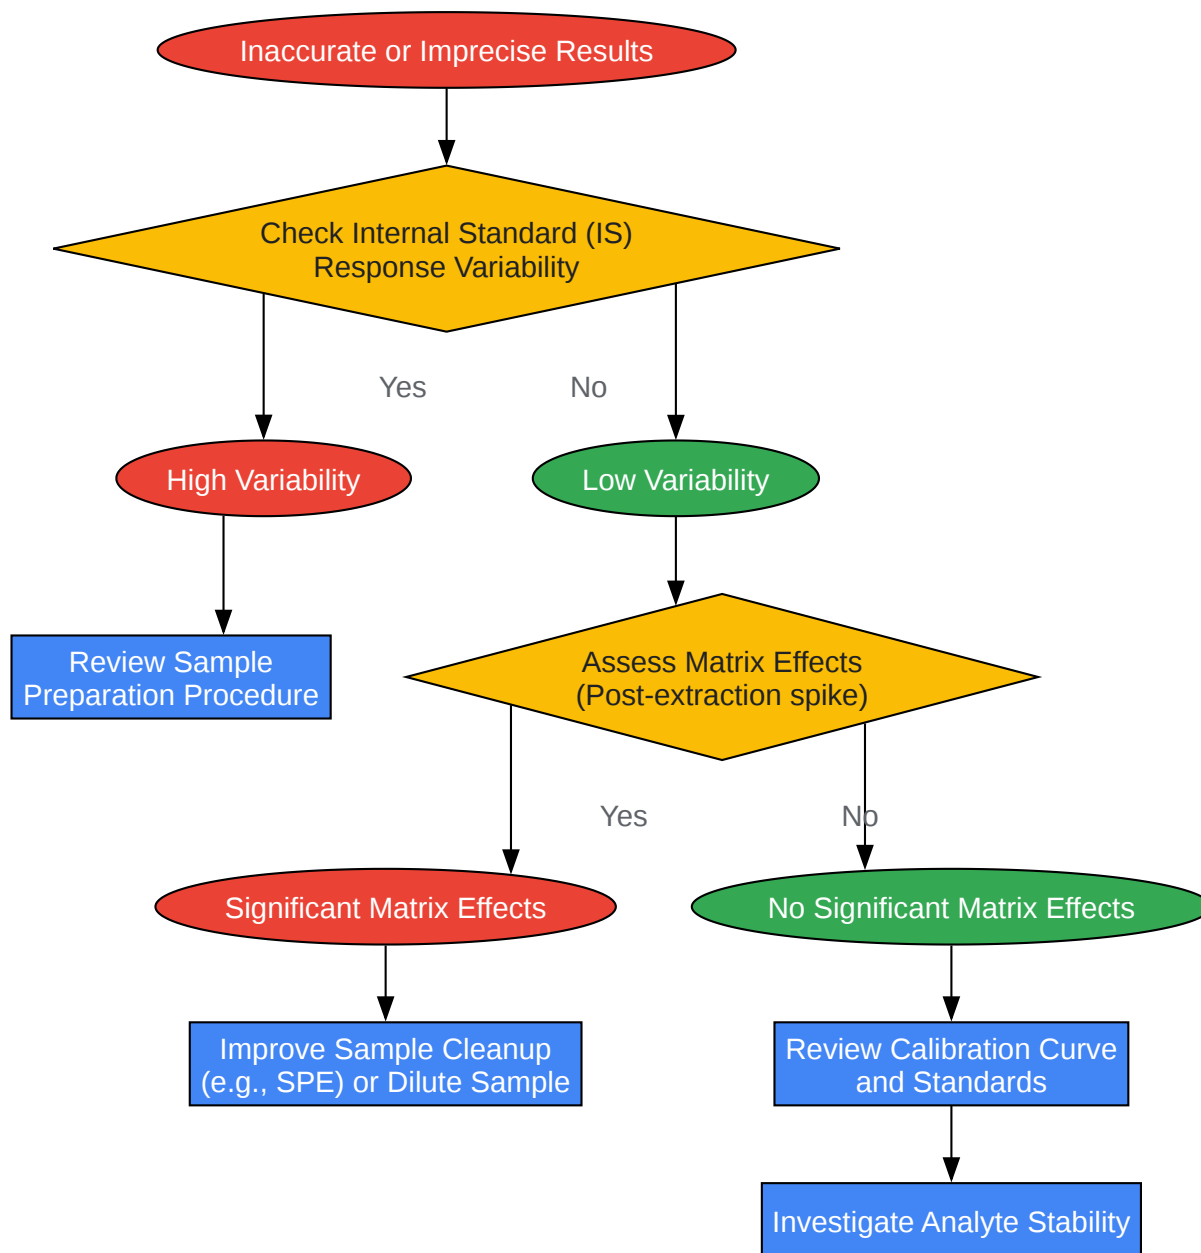 Inaccurate or Imprecise Results
Check Internal Standard (IS)
Response Variability
Yes
No
High Variability
Low Variability
Review Sample
Preparation Procedure
Assess Matrix Effects
(Post-extraction spike)
Yes
No
Significant Matrix Effects
No Significant Matrix Effects
Improve Sample Cleanup
(e.g., SPE) or Dilute Sample
Review Calibration Curve
and Standards
Investigate Analyte Stability